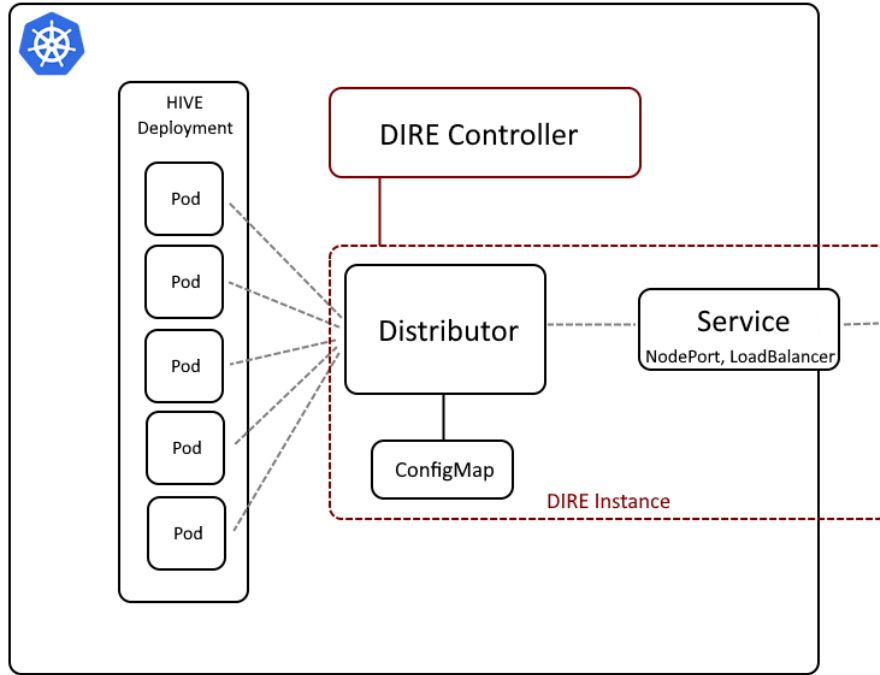 HIVE
Deployment
Pod
Pod
Pod
Pod
Pod
DIRE Controller
Distributor
ConfigMap
Service
NodePort, LoadBalancer
DIRE Instance